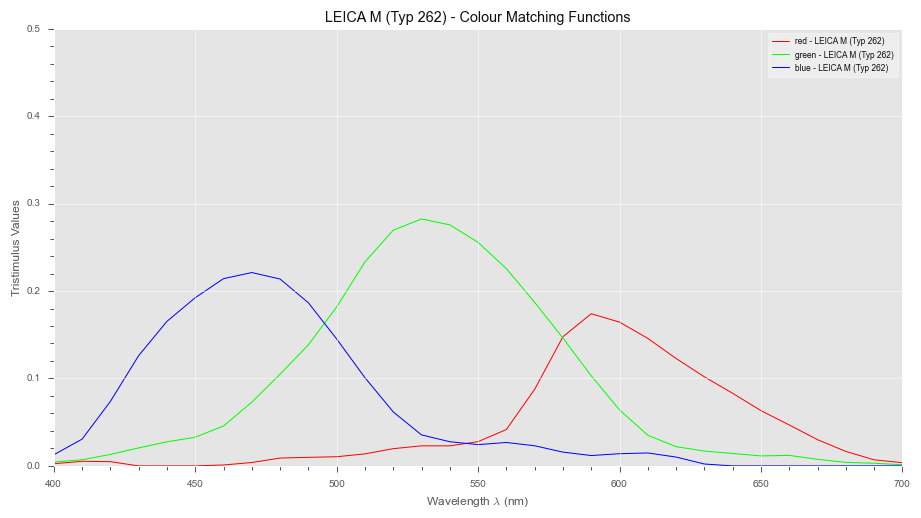 LEICA M (Typ 262) - Colour Matching Functions
red - LEICA M (Typ 262)
green - LEICA M (Typ 262)
blue - LEICA M (Typ 262)
Tristimulus Values
0.5
0.4
0.3
0.2
0.1
0.0
400 450 500 550 600 650 700
Wavelength λ (nm)